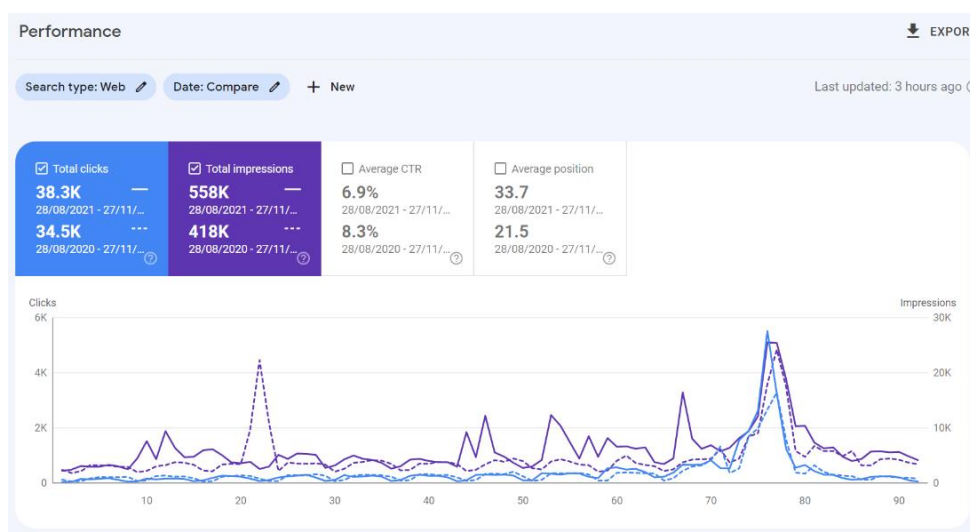 Performance
EXPOR
Search type: Web
Date: Compare
+ New
Last updated: 3 hours ago
Total clicks
38.3K
28/08/2021 - 27/11/...
34.5K
28/08/2020 - 27/11/...
Total impressions
558K
28/08/2021 - 27/11/...
418K
28/08/2020 - 27/11/...
Average CTR
6.9%
28/08/2021 - 27/11/...
8.3%
28/08/2020 - 27/11/...
Average position
33.7
28/08/2021 - 27/11/...
21.5
28/08/2020 - 27/11/...
Clicks
Impressions
6K
4K
2K
0
30K
20K
10K
0
10 20 30 40 50 60 70 80 90